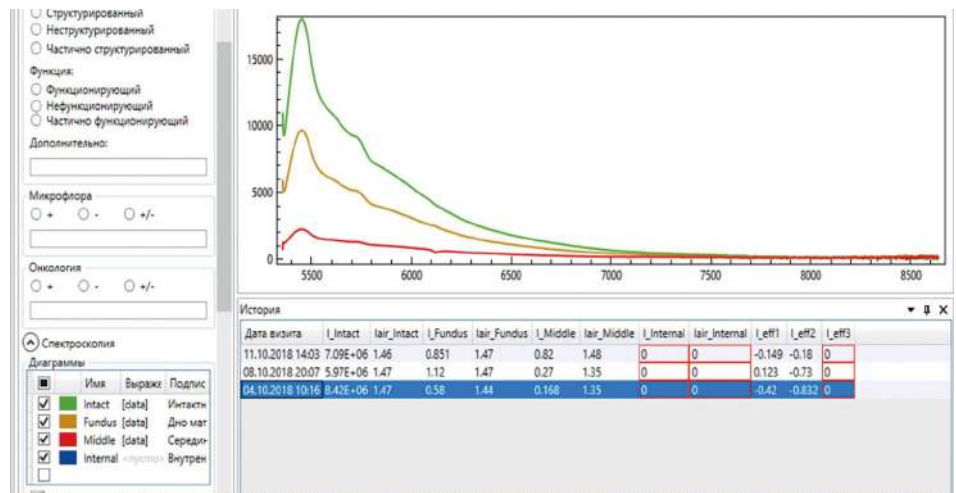 Структурированный
Неструктурированный
Частично структурированный
Функция:
Функционирующий
Нефункционирующий
Частично функционирующий
Дополнительно:
Микрофлора
+ - +/-
Онкология
+ - +/-
Спектроскопия
Диаграммы
Имя Выраже Подпис
Intact [data] Интактн
Fundus [data] Дно мат
Middle [data] Середин
Internal <пусто> Внутрен
15000
10000
5000
0
5500 6000 6500 7000 7500 8000 8500
История
Дата визита I_Intact Iair_Intact I_Fundus Iair_Fundus I_Middle Iair_Middle I_Internal Iair_Internal I_eff1 I_eff2 I_eff3
11.10.2018 14:03 7.09E+06 1.46 0.851 1.47 0.82 1.48 0 0 -0.149 -0.18 0
08.10.2018 20:07 5.97E+06 1.47 1.12 1.47 0.27 1.35 0 0 0.123 -0.73 0
04.10.2018 10:16 8.42E+06 1.47 0.58 1.44 0.168 1.35 0 0 -0.42 -0.832 0